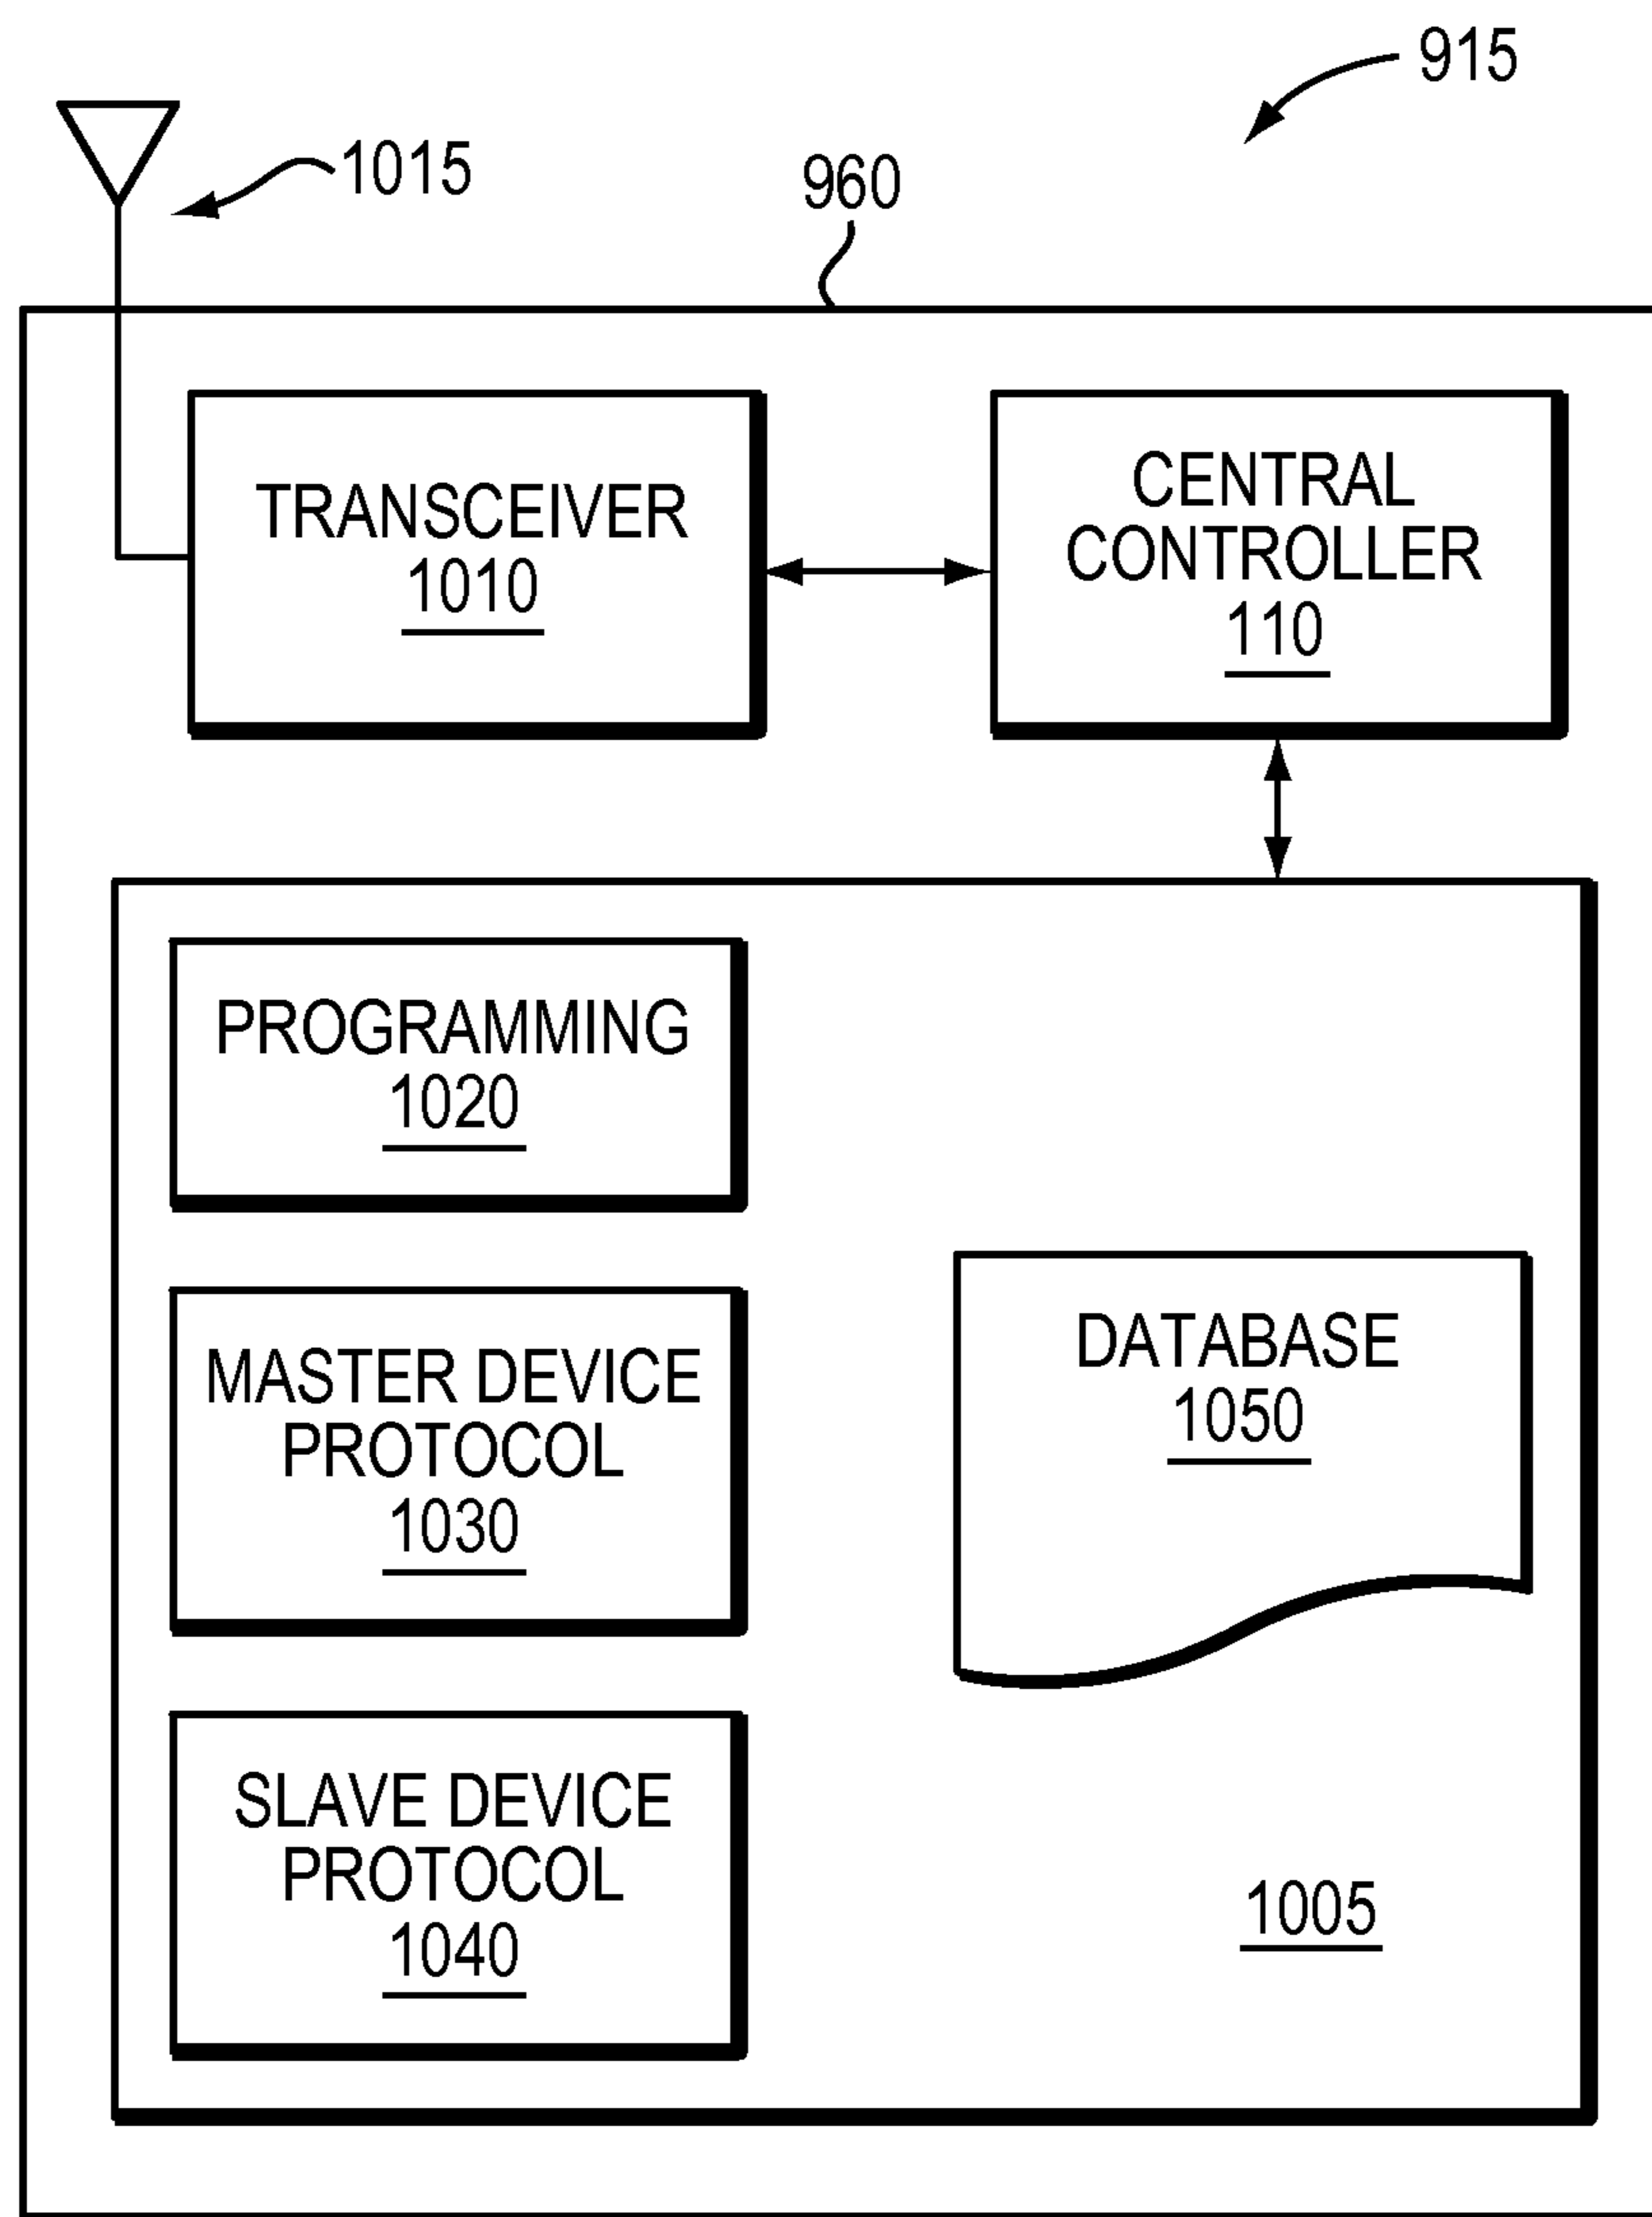 915
1015
960
TRANSCEIVER
1010
CENTRAL
CONTROLLER
110
PROGRAMMING
1020
MASTER DEVICE
PROTOCOL
1030
DATABASE
1050
SLAVE DEVICE
PROTOCOL
1040
1005